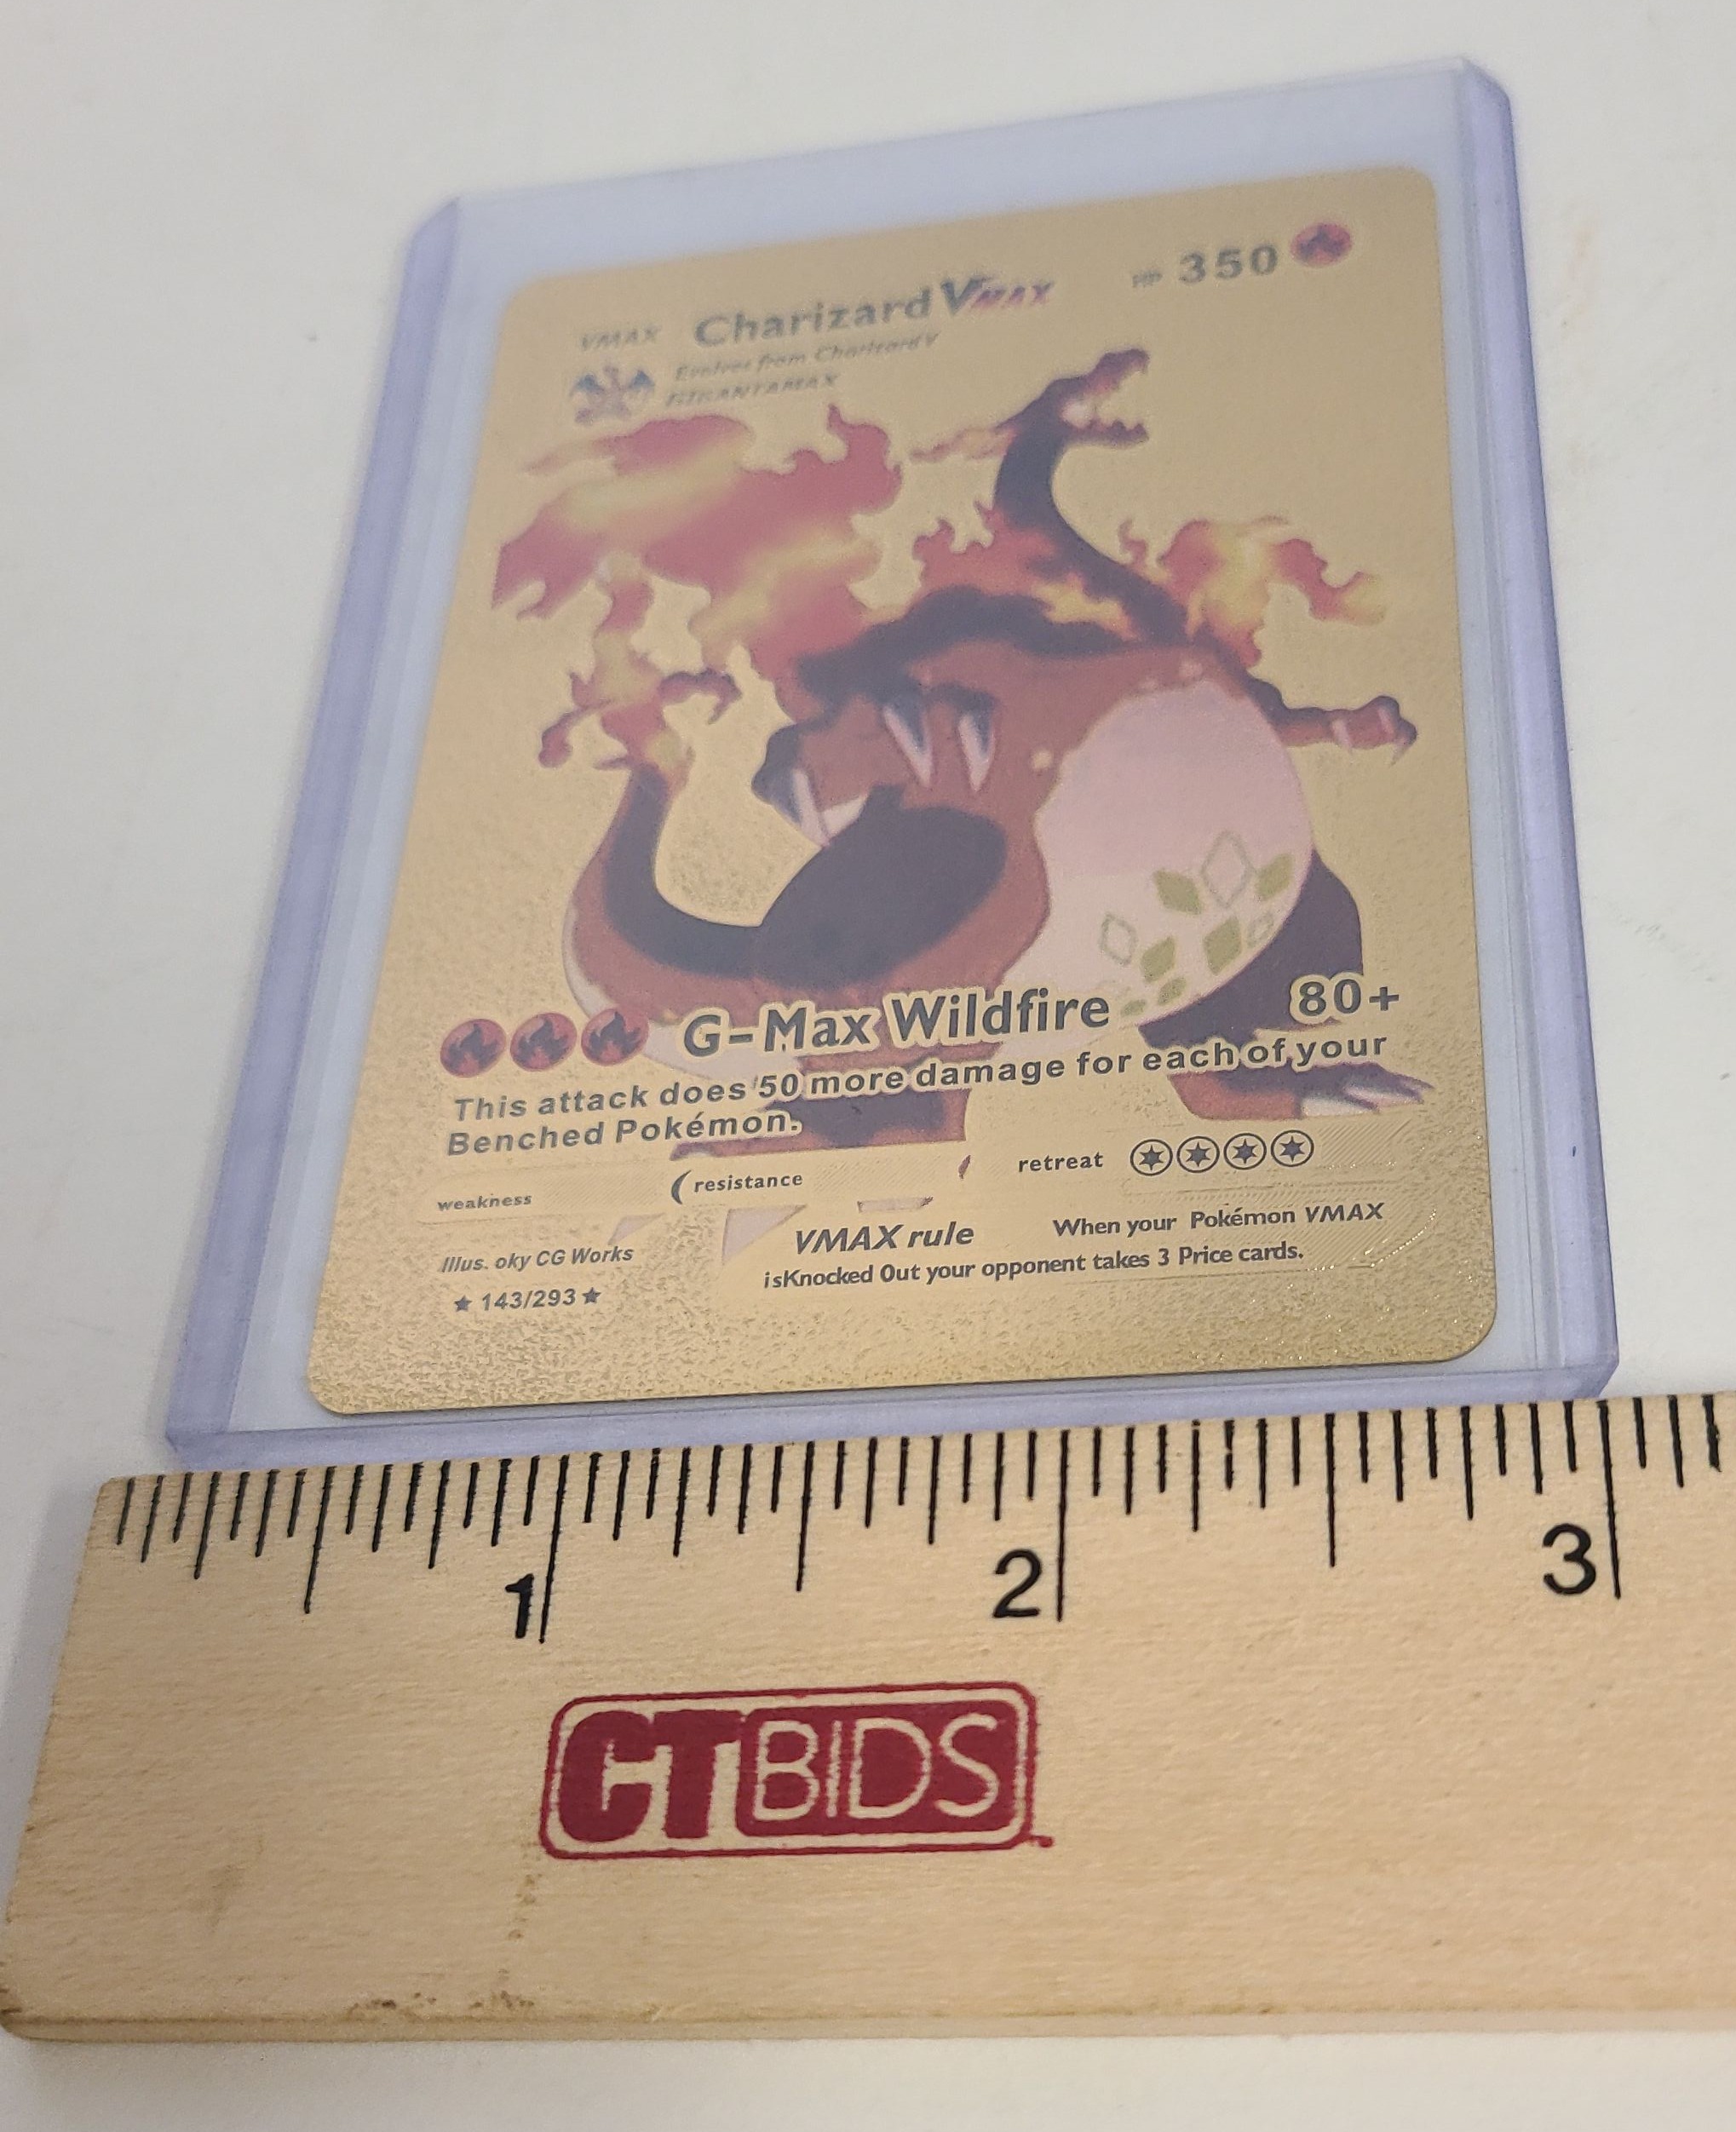 VMAX Charizard VMAX HP 350
Evolves from Charizard V
G-Max Wildfire 80+
This attack does 50 more damage for each of your
Benched Pokémon.
weakness resistance retreat
Illus. oky CG Works
VMAX rule When your Pokémon VMAX
isKnocked Out your opponent takes 3 Price cards.
★ 143/293 ★
1 2 3
CTBIDS